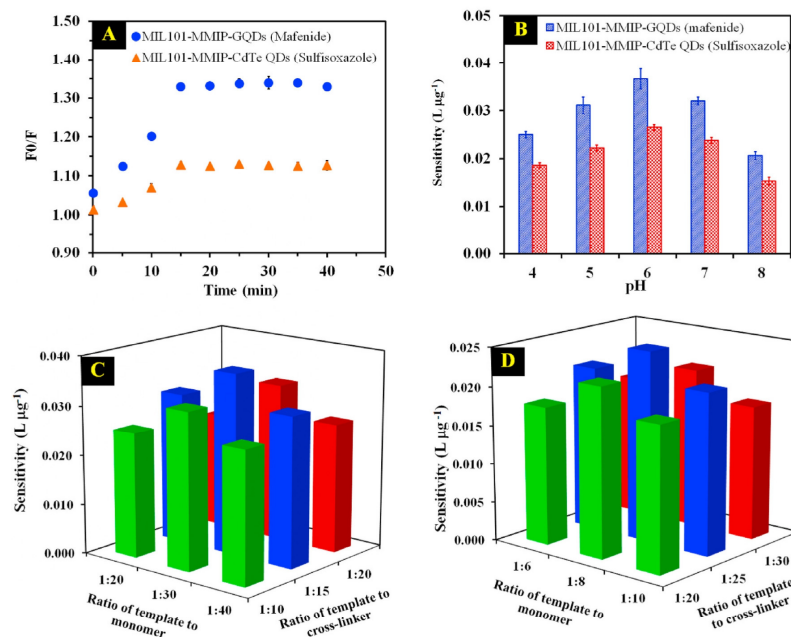 A
MIL101-MMIP-GQDs (Mafenide)
MIL101-MMIP-CdTe QDs (Sulfisoxazole)
1.50
1.40
1.30
1.20
1.10
1.00
0.90
F0/F
0
10
20
30
40
50
Time (min)
B
MIL101-MMIP-GQDs (mafenide)
MIL101-MMIP-CdTe QDs (Sulfisoxazole)
0.05
0.04
0.03
0.02
0.01
0.00
Sensitivity (L µg⁻¹)
4
5
6
7
8
pH
C
0.040
0.030
0.020
0.010
0.000
Sensitivity (L µg⁻¹)
1:20
1:30
1:40
Ratio of template to
monomer
1:10
1:15
1:20
Ratio of template to
cross-linker
D
0.025
0.020
0.015
0.010
0.005
0.000
Sensitivity (L µg⁻¹)
1:6
1:8
1:10
Ratio of template to
monomer
1:20
1:25
1:30
Ratio of template
to cross-linker